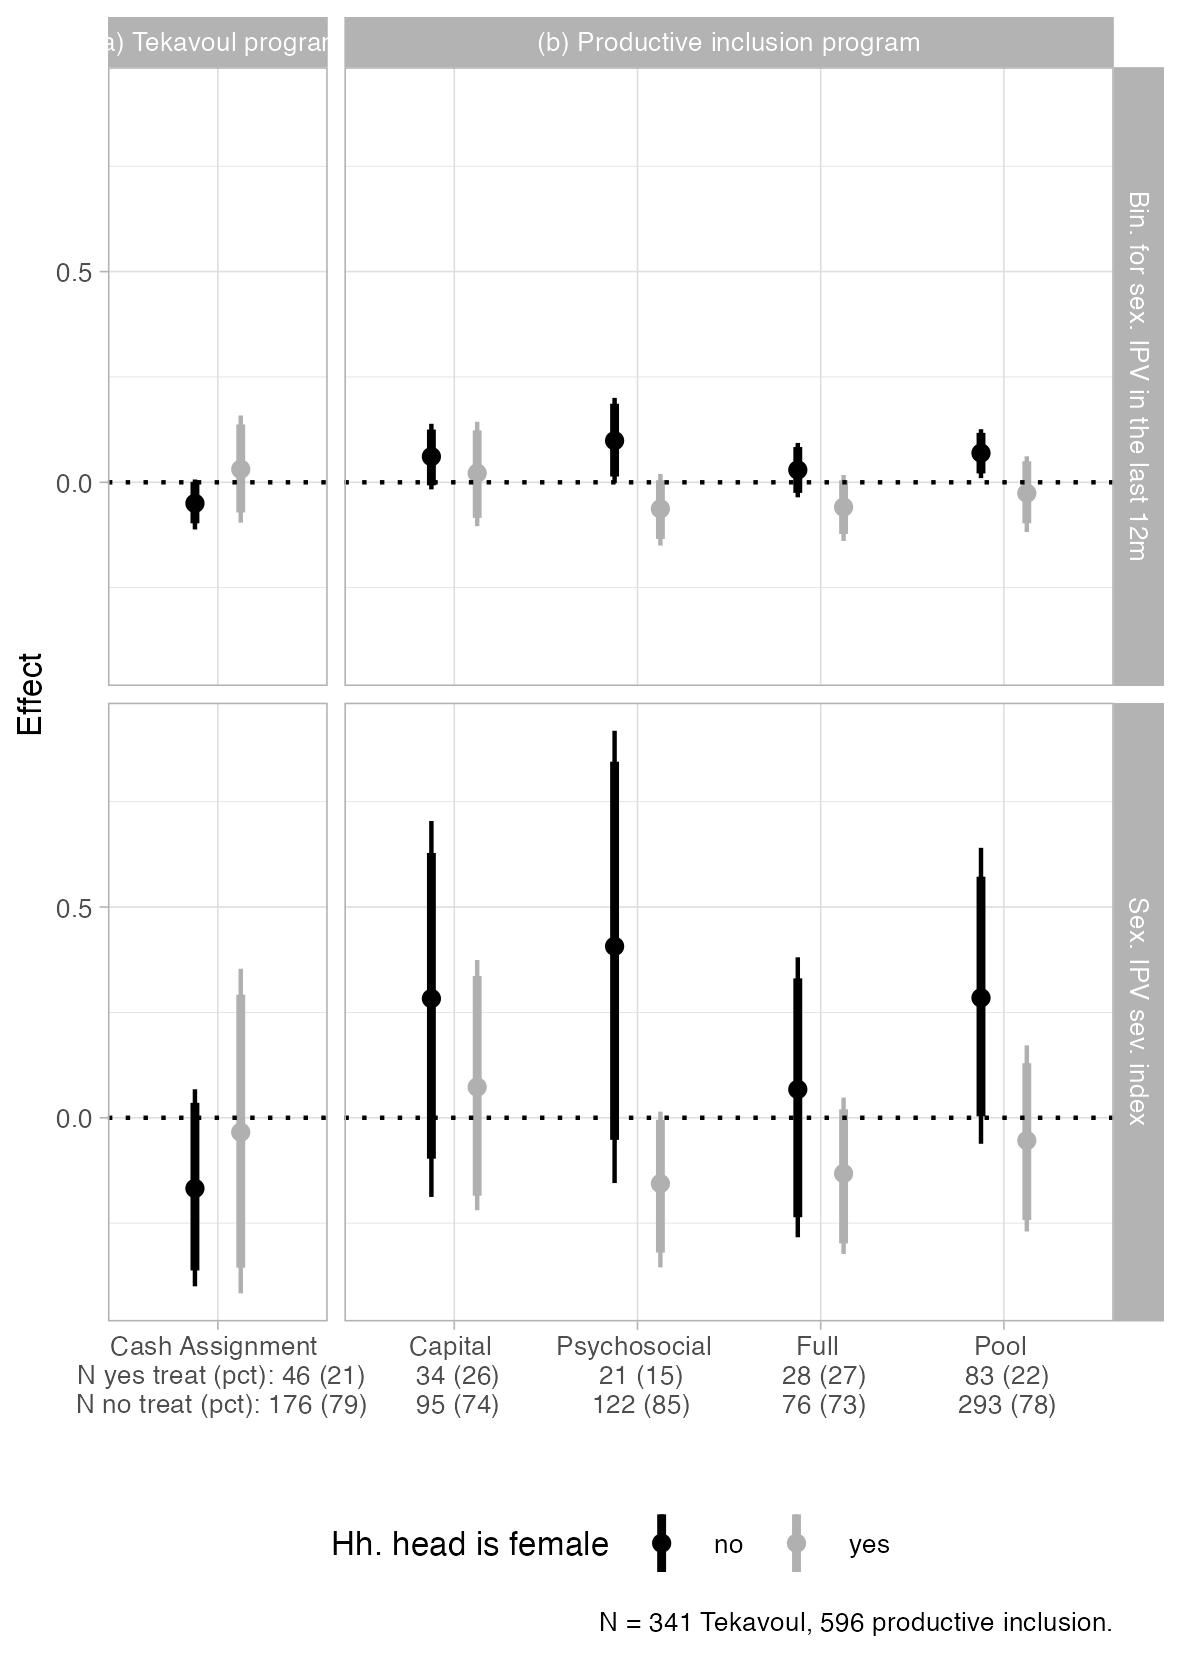 a) Tekavoul program
(b) Productive inclusion program
Bin. for sex. IPV in the last 12m
Sex. IPV sev. index
Effect
0.5
0.0
0.5
0.0
Cash Assignment
N yes treat (pct): 46 (21)
N no treat (pct): 176 (79)
Capital
34 (26)
95 (74)
Psychosocial
21 (15)
122 (85)
Full
28 (27)
76 (73)
Pool
83 (22)
293 (78)
Hh. head is female no yes
N = 341 Tekavoul, 596 productive inclusion.